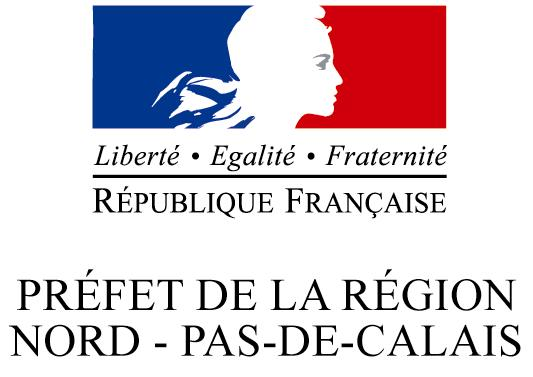 Liberté • Egalité • Fraternité
RÉPUBLIQUE FRANÇAISE
PRÉFET DE LA RÉGION
NORD - PAS-DE-CALAIS